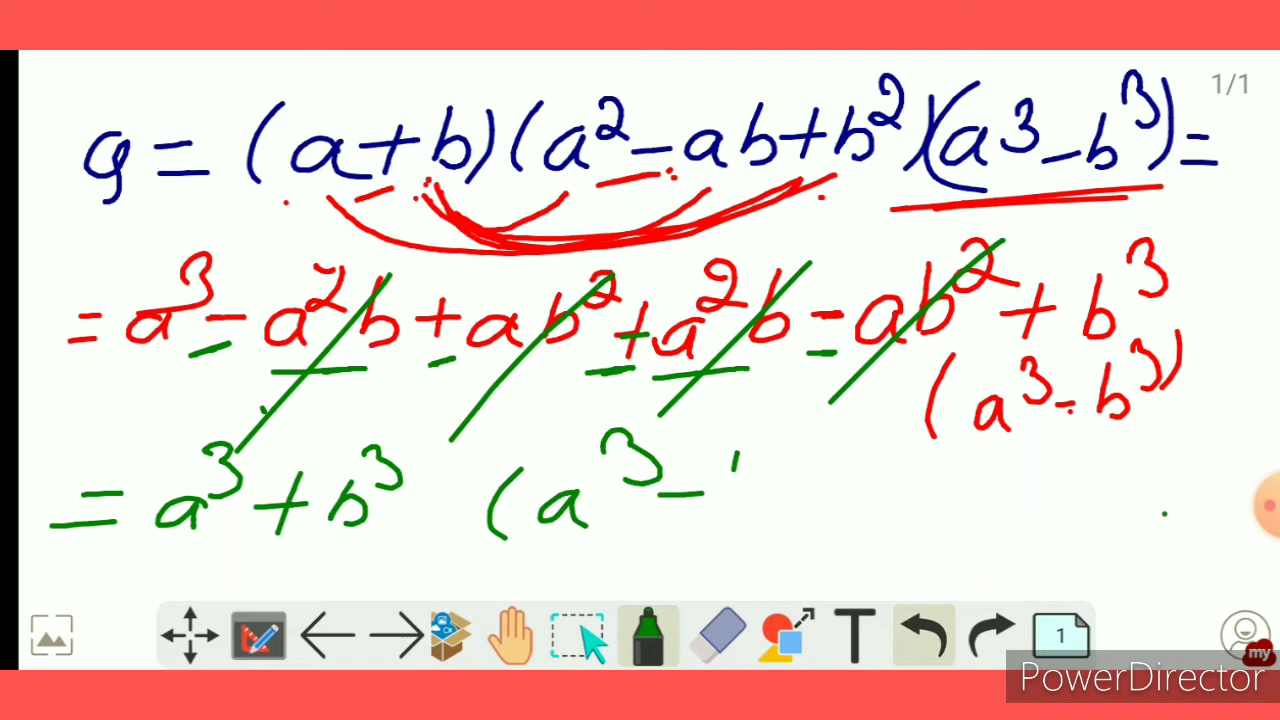 1/1
g = (a + b)(a² - ab + b²)(a³ - b³) =
= a³ - a²b + ab² + a²b - ab² + b³
(a³ - b³)
= a³ + b³ (a³ -
T
1
my
PowerDirector